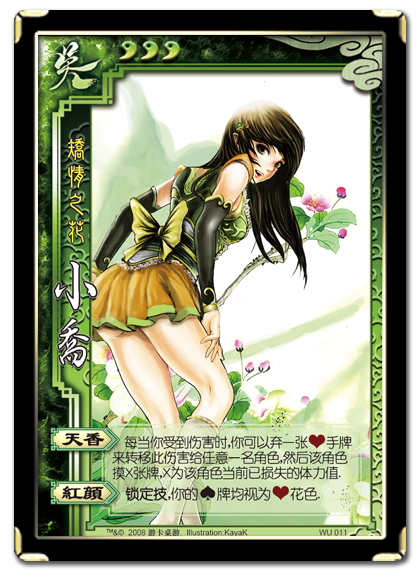 吴
矯情之花
小喬
天香
每当你受到伤害时,你可以弃一张♥手牌
来转移此伤害给任意一名角色,然后该角色
摸X张牌,X为该角色当前已损失的体力值.
紅顔
锁定技,你的♠牌均视为♥花色.
™&© 2008 游卡桌游. Illustration:KayaK
WU 011